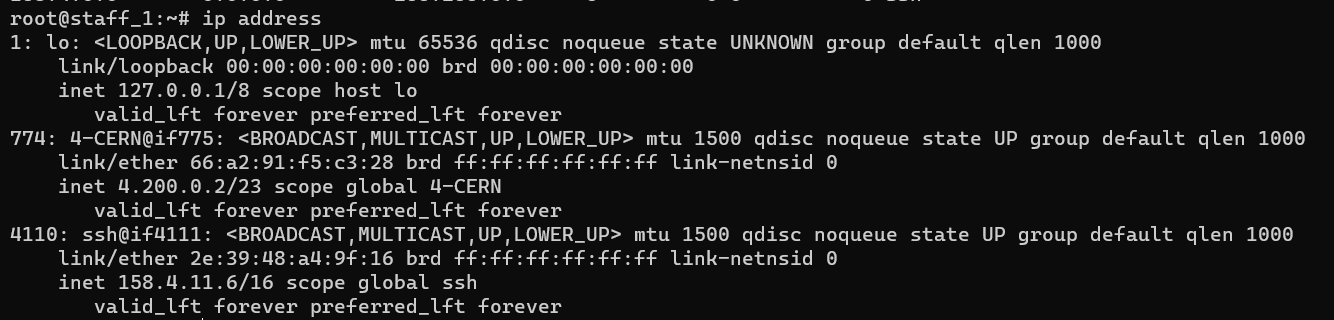 root@staff_1:~# ip address
1: lo: <LOOPBACK,UP,LOWER_UP> mtu 65536 qdisc noqueue state UNKNOWN group default qlen 1000
    link/loopback 00:00:00:00:00:00 brd 00:00:00:00:00:00
    inet 127.0.0.1/8 scope host lo
       valid_lft forever preferred_lft forever
774: 4-CERN@if775: <BROADCAST,MULTICAST,UP,LOWER_UP> mtu 1500 qdisc noqueue state UP group default qlen 1000
    link/ether 66:a2:91:f5:c3:28 brd ff:ff:ff:ff:ff:ff link-netnsid 0
    inet 4.200.0.2/23 scope global 4-CERN
       valid_lft forever preferred_lft forever
4110: ssh@if4111: <BROADCAST,MULTICAST,UP,LOWER_UP> mtu 1500 qdisc noqueue state UP group default qlen 1000
    link/ether 2e:39:48:a4:9f:16 brd ff:ff:ff:ff:ff:ff link-netnsid 0
    inet 158.4.11.6/16 scope global ssh
       valid_lft forever preferred_lft forever